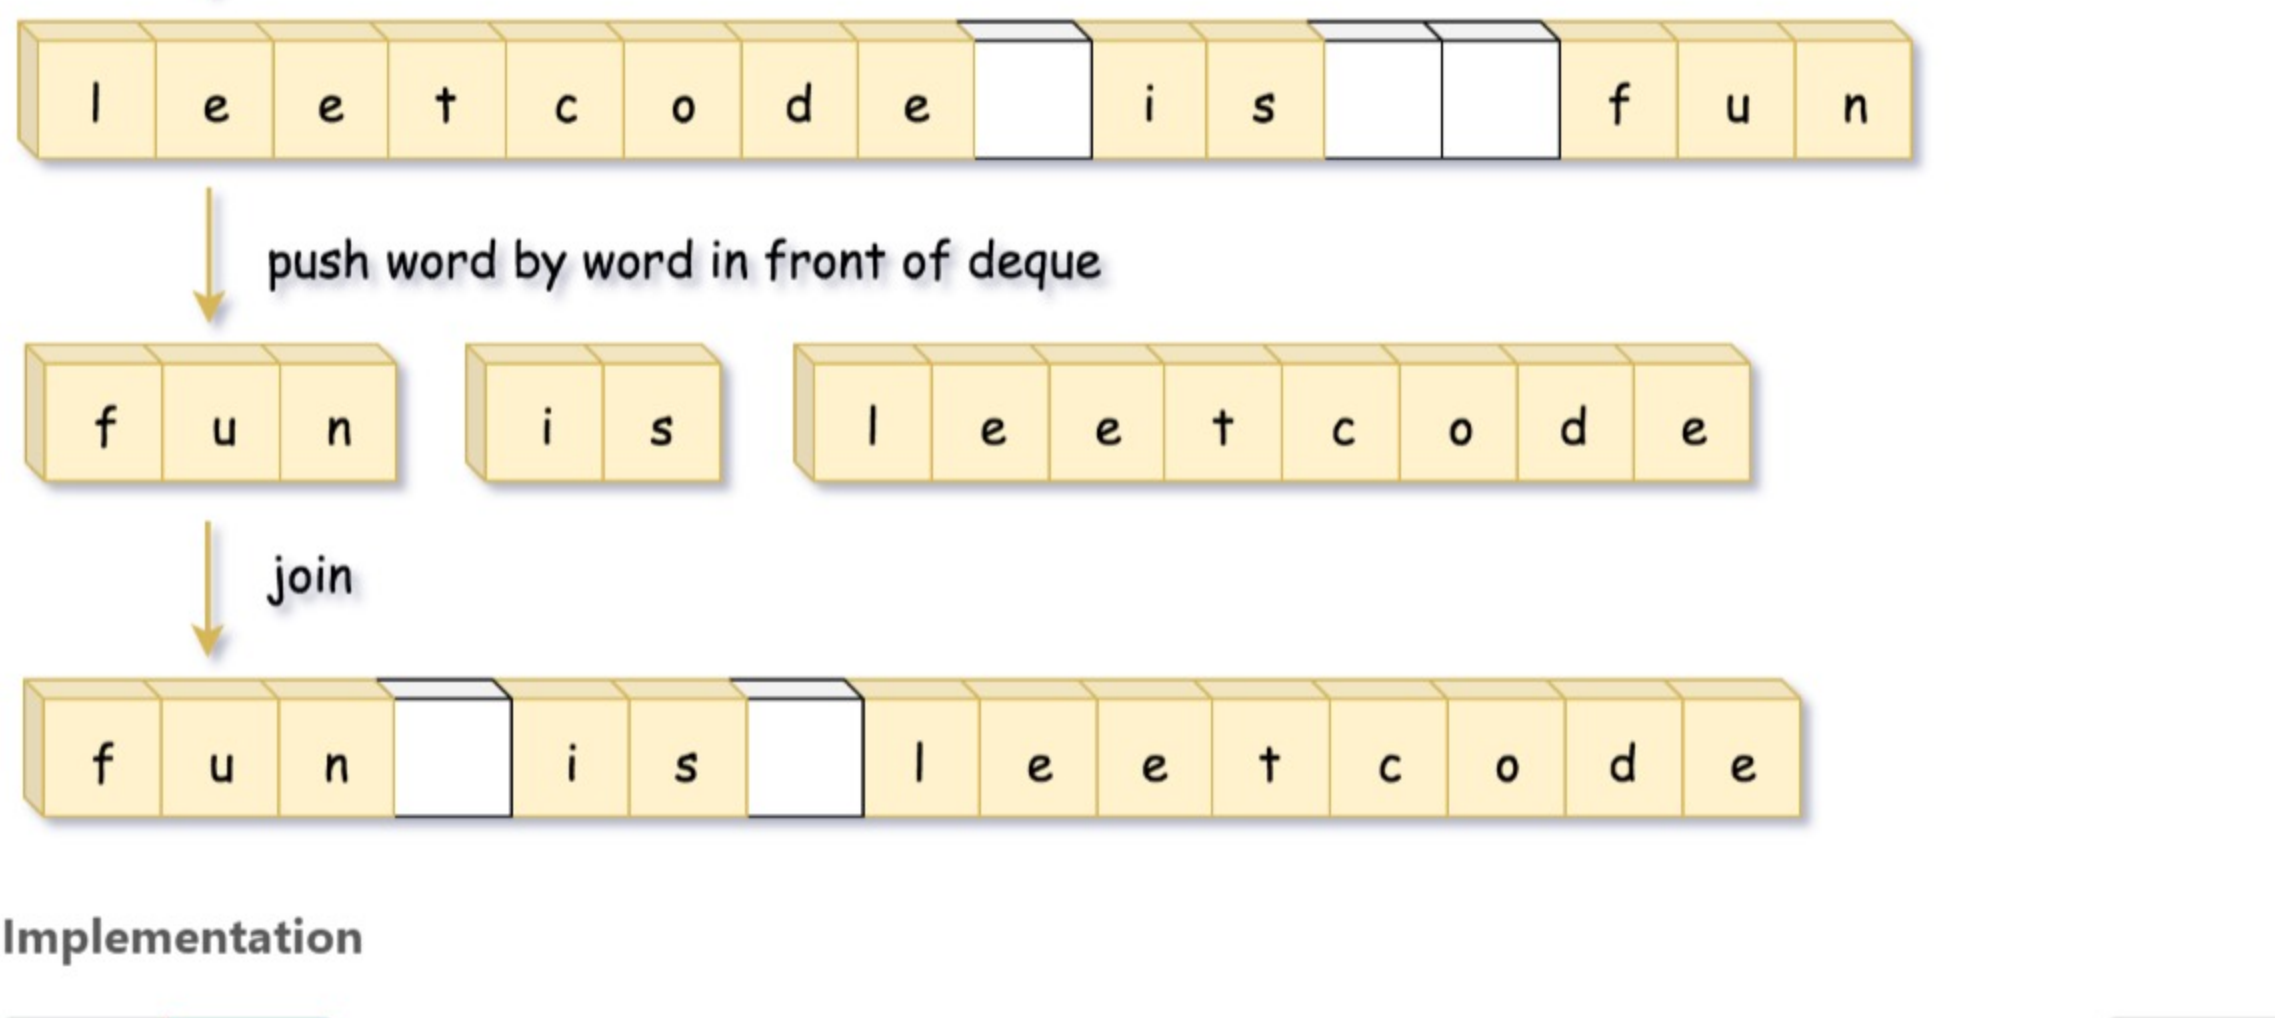 l e e t c o d e i s f u n
push word by word in front of deque
f u n i s l e e t c o d e
join
f u n i s l e e t c o d e
Implementation